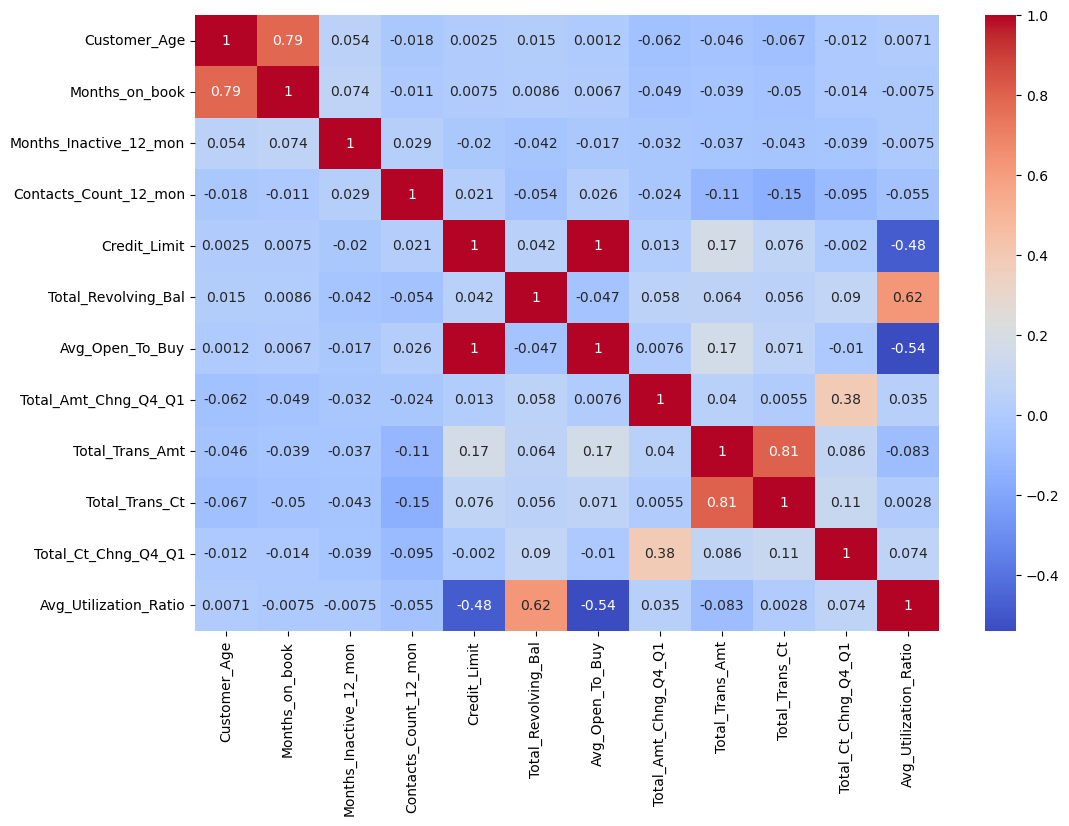 Customer_Age 1 0.79 0.054 -0.018 0.0025 0.015 0.0012 -0.062 -0.046 -0.067 -0.012 0.0071
Months_on_book 0.79 1 0.074 -0.011 0.0075 0.0086 0.0067 -0.049 -0.039 -0.05 -0.014 -0.0075
Months_Inactive_12_mon 0.054 0.074 1 0.029 -0.02 -0.042 -0.017 -0.032 -0.037 -0.043 -0.039 -0.0075
Contacts_Count_12_mon -0.018 -0.011 0.029 1 0.021 -0.054 0.026 -0.024 -0.11 -0.15 -0.095 -0.055
Credit_Limit 0.0025 0.0075 -0.02 0.021 1 0.042 1 0.013 0.17 0.076 -0.002 -0.48
Total_Revolving_Bal 0.015 0.0086 -0.042 -0.054 0.042 1 -0.047 0.058 0.064 0.056 0.09 0.62
Avg_Open_To_Buy 0.0012 0.0067 -0.017 0.026 1 -0.047 1 0.0076 0.17 0.071 -0.01 -0.54
Total_Amt_Chng_Q4_Q1 -0.062 -0.049 -0.032 -0.024 0.013 0.058 0.0076 1 0.04 0.0055 0.38 0.035
Total_Trans_Amt -0.046 -0.039 -0.037 -0.11 0.17 0.064 0.17 0.04 1 0.81 0.086 -0.083
Total_Trans_Ct -0.067 -0.05 -0.043 -0.15 0.076 0.056 0.071 0.0055 0.81 1 0.11 0.0028
Total_Ct_Chng_Q4_Q1 -0.012 -0.014 -0.039 -0.095 -0.002 0.09 -0.01 0.38 0.086 0.11 1 0.074
Avg_Utilization_Ratio 0.0071 -0.0075 -0.0075 -0.055 -0.48 0.62 -0.54 0.035 -0.083 0.0028 0.074 1
Customer_Age
Months_on_book
Months_Inactive_12_mon
Contacts_Count_12_mon
Credit_Limit
Total_Revolving_Bal
Avg_Open_To_Buy
Total_Amt_Chng_Q4_Q1
Total_Trans_Amt
Total_Trans_Ct
Total_Ct_Chng_Q4_Q1
Avg_Utilization_Ratio
1.0
0.8
0.6
0.4
0.2
0.0
−0.2
−0.4